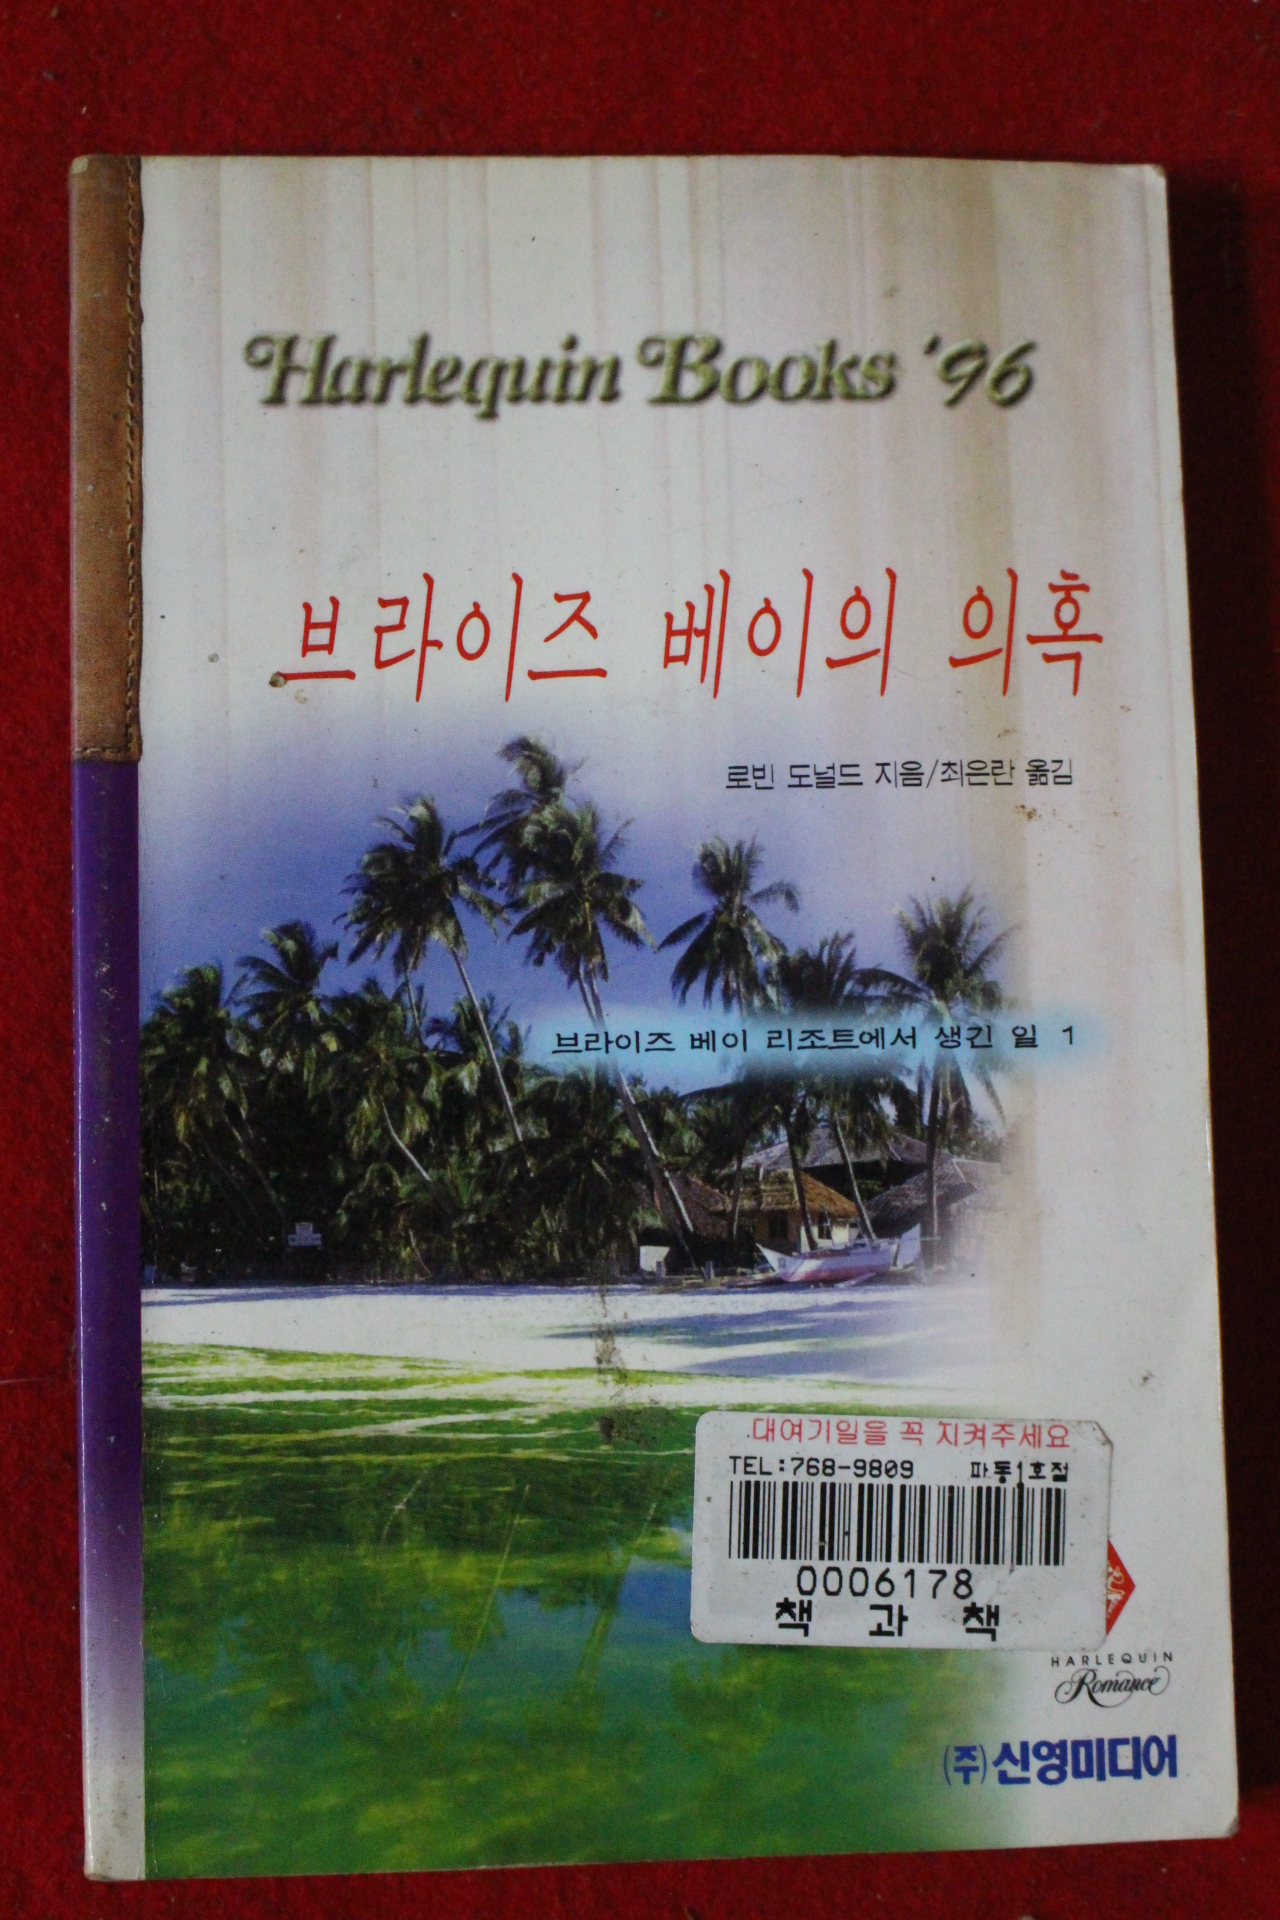 Harlequin Books '96
브라이즈 베이의 의혹
로빈 도널드 지음/최은란 옮김
브라이즈 베이 리조트에서 생긴 일 1
대여기일을 꼭 지켜주세요
TEL:768-9809 파동1호점
0006178
책 과 책
HARLEQUIN
Romance
(주)신영미디어